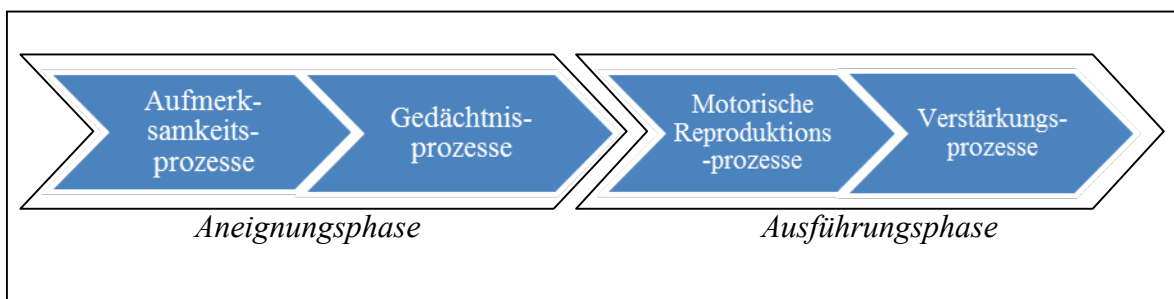 Aufmerk-
samkeits-
prozesse
Gedächtnis-
prozesse
Motorische
Reproduktions
-prozesse
Verstärkungs-
prozesse
Aneignungsphase
Ausführungsphase